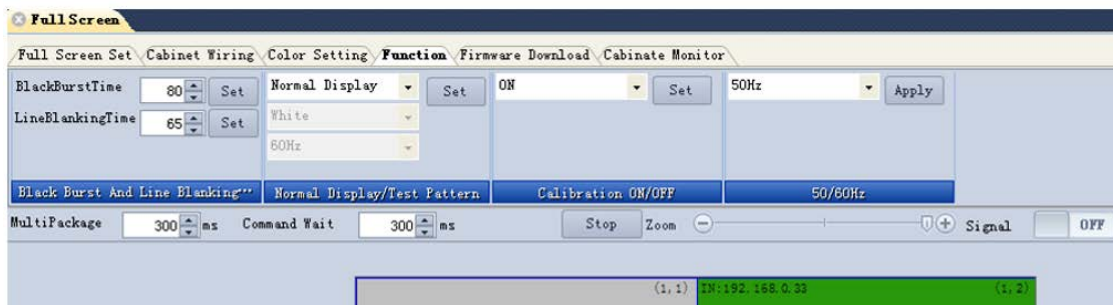 FullScreen
Full Screen Set Cabinet Wiring Color Setting Function Firmware Download Cabinate Monitor
BlackBurstTime 80 Set Normal Display Set ON Set 50Hz Apply
LineBlankingTime 65 Set White
60Hz
Black Burst And Line Blanking... Normal Display/Test Pattern Calibration ON/OFF 50/60Hz
MultiPackage 300 ms Command Wait 300 ms Stop Zoom Signal OFF
(1, 1) IN:192.168.0.33 (1, 2)